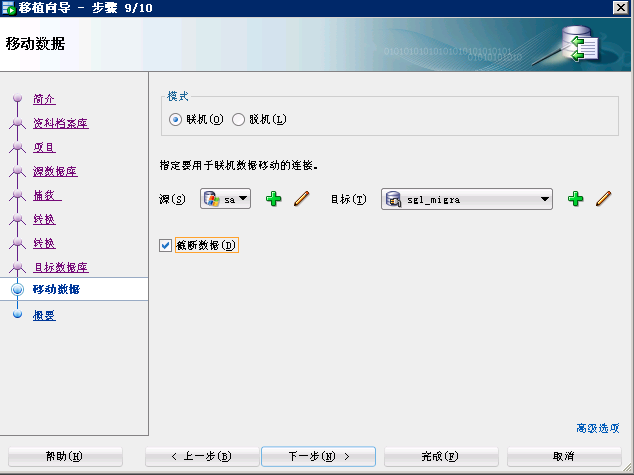 移植向导 - 步骤 9/10
移动数据
0101010101010101010101010101
01010101010
简介
资料档案库
项目
源数据库
捕获
转换
转换
目标数据库
移动数据
概要
模式
联机(O) 脱机(L)
指定要用于联机数据移动的连接。
源(S) sa 目标(T) sgl_migra
截断数据(D)
高级选项
帮助(H) < 上一步(B) 下一步(N) > 完成(F) 取消